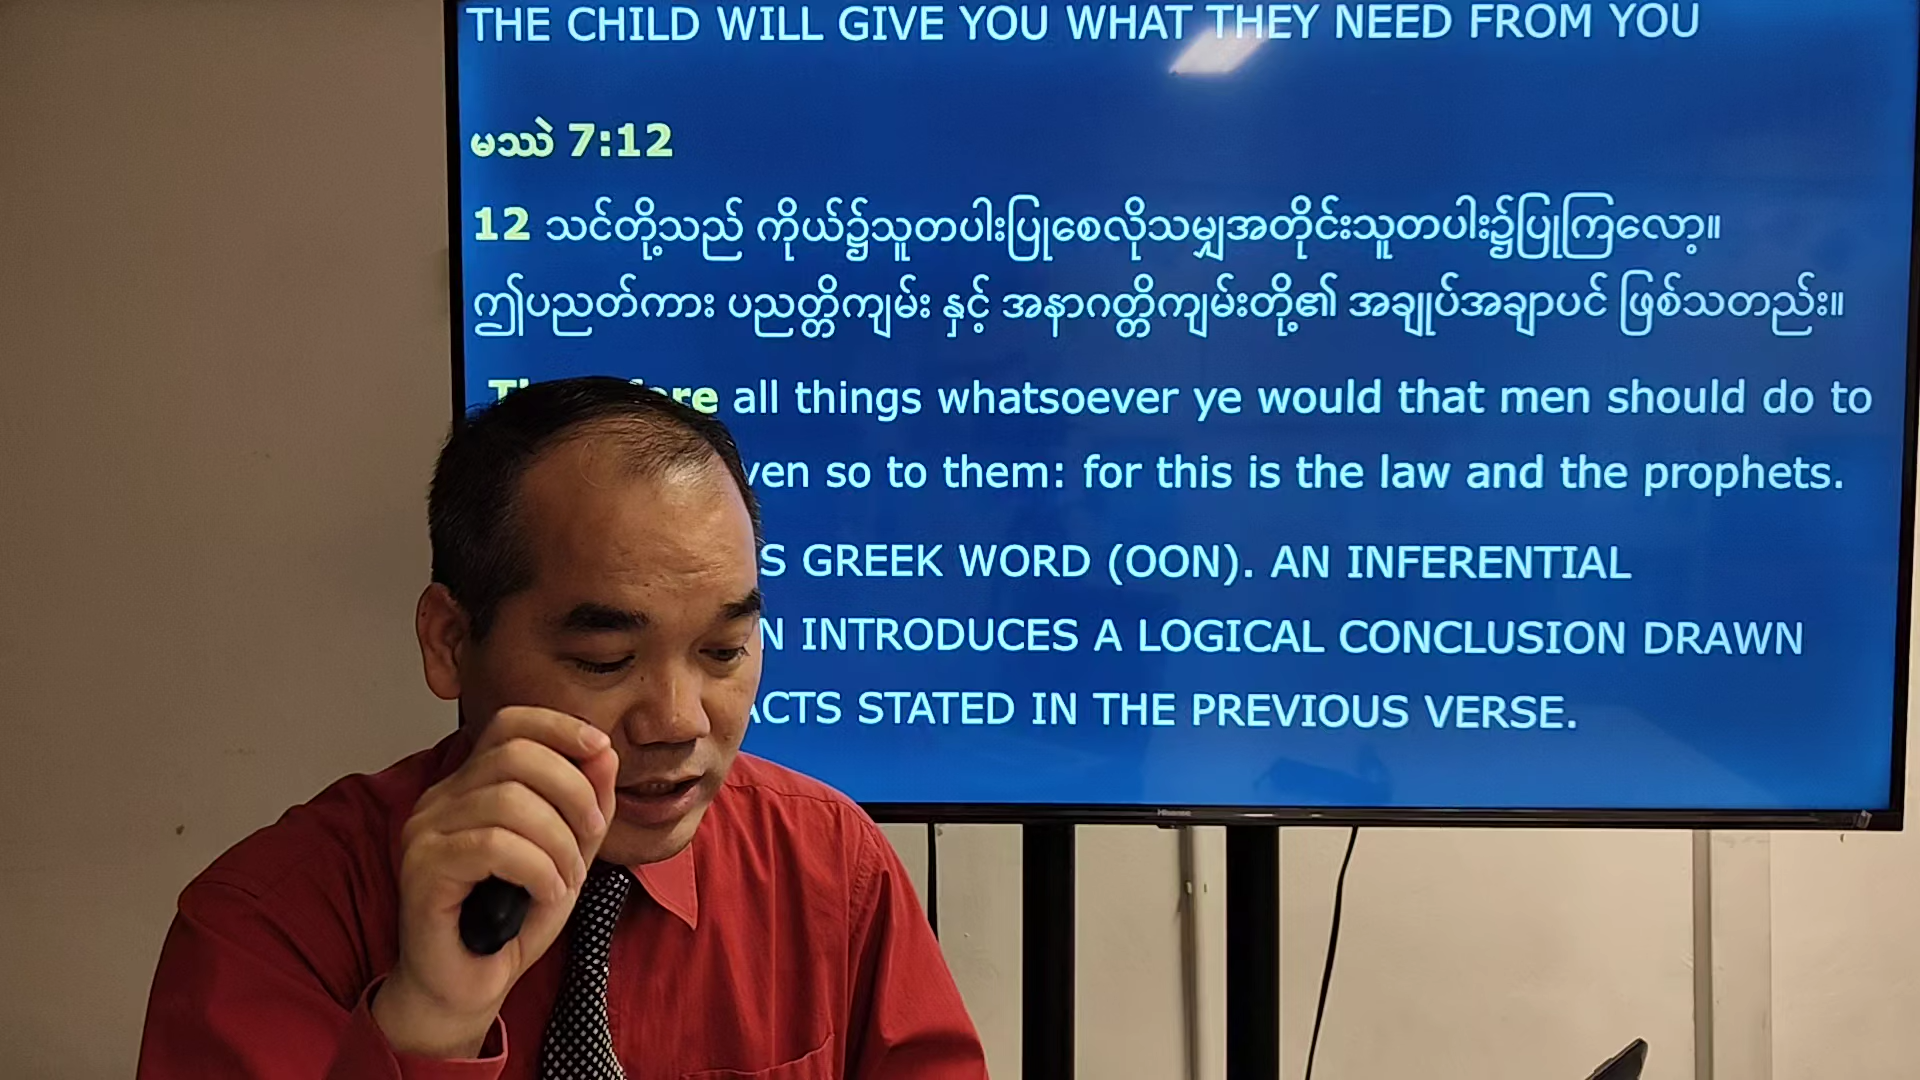 THE CHILD WILL GIVE YOU WHAT THEY NEED FROM YOU
မဿဲ 7:12
12 သင်တို့သည် ကိုယ်၌သူတပါးပြုစေလိုသမျှအတိုင်းသူတပါး၌ပြုကြလော့။
ဤပညတ်ကား ပညတ္တိကျမ်း နှင့် အနာဂတ္တိကျမ်းတို့၏ အချုပ်အချာပင် ဖြစ်သတည်း။
all things whatsoever ye would that men should do to
so to them: for this is the law and the prophets.
GREEK WORD (OON). AN INFERENTIAL
INTRODUCES A LOGICAL CONCLUSION DRAWN
STATED IN THE PREVIOUS VERSE.
Hisense